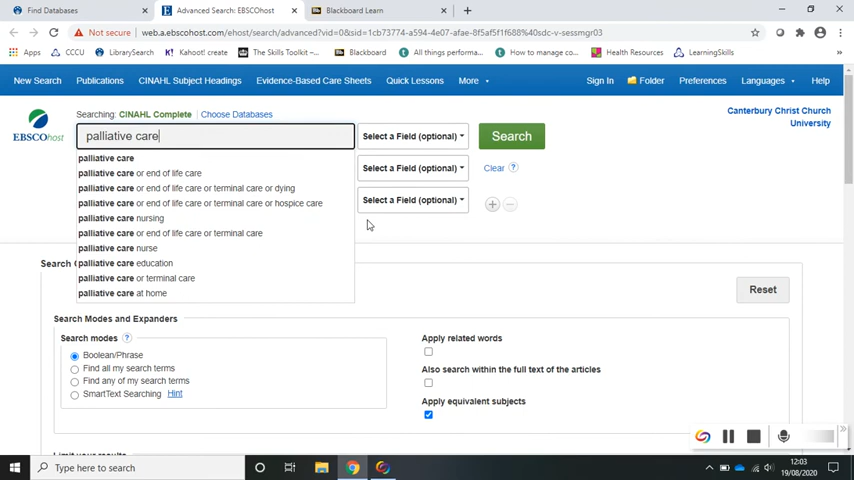 Find Databases
Advanced Search: EBSCOhost
Blackboard Learn
Not secure web.a.ebscohost.com/ehost/search/advanced?vid=0&sid=1cb73774-a594-4e07-afae-8f5af5f1f688%40sdc-v-sessmgr03
Apps CCCU LibrarySearch Kahoot! create The Skills Toolkit -... Blackboard All things performa... How to manage co... Health Resources LearningSkills
New Search Publications CINAHL Subject Headings Evidence-Based Care Sheets Quick Lessons More Sign In Folder Preferences Languages Help
EBSCOhost
Searching: CINAHL Complete Choose Databases
Canterbury Christ Church
University
palliative care Select a Field (optional) Search
palliative care
Select a Field (optional) Clear ?
palliative care or end of life care
palliative care or end of life care or terminal care or dying
Select a Field (optional)
palliative care or end of life care or terminal care or hospice care
palliative care nursing
palliative care or end of life care or terminal care
palliative care nurse
palliative care education
palliative care or terminal care
palliative care at home
Reset
Search Modes and Expanders
Search modes ?
Boolean/Phrase
Find all my search terms
Find any of my search terms
SmartText Searching Hint
Apply related words
Also search within the full text of the articles
Apply equivalent subjects
Limit your results
Type here to search
12:03
19/08/2020